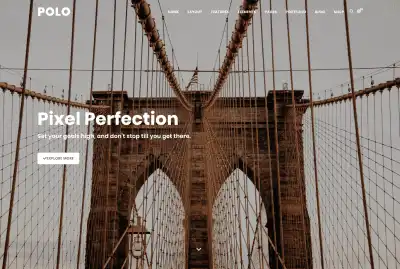 POLO
HOME LAYOUT FEATURES ELEMENTS PAGES PORTFOLIO BLOG SHOP
Pixel Perfection
Set your goals high, and don't stop till you get there.
EXPLORE MORE